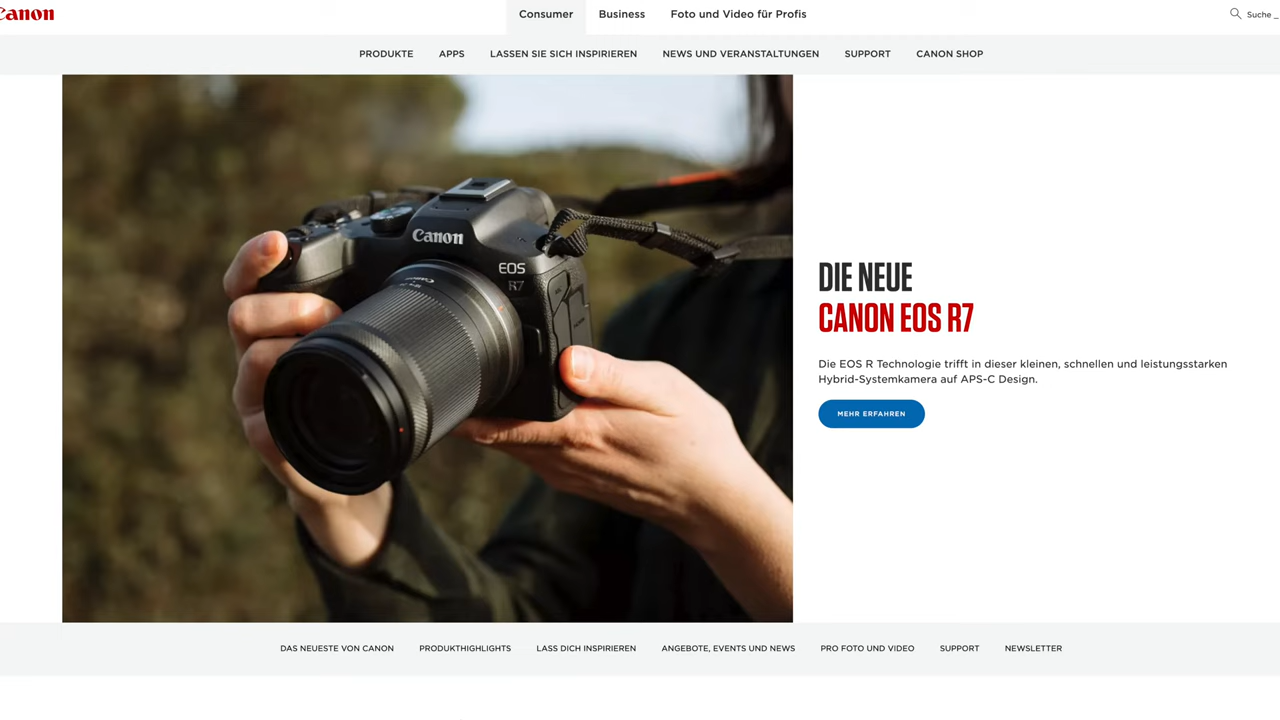 Canon
Consumer Business Foto und Video für Profis
Suche
PRODUKTE APPS LASSEN SIE SICH INSPIRIEREN NEWS UND VERANSTALTUNGEN SUPPORT CANON SHOP
Canon
EOS
R7
Canon
DIE NEUE
CANON EOS R7
Die EOS R Technologie trifft in dieser kleinen, schnellen und leistungsstarken
Hybrid-Systemkamera auf APS-C Design.
MEHR ERFAHREN
DAS NEUESTE VON CANON PRODUKTHIGHLIGHTS LASS DICH INSPIRIEREN ANGEBOTE, EVENTS UND NEWS PRO FOTO UND VIDEO SUPPORT NEWSLETTER